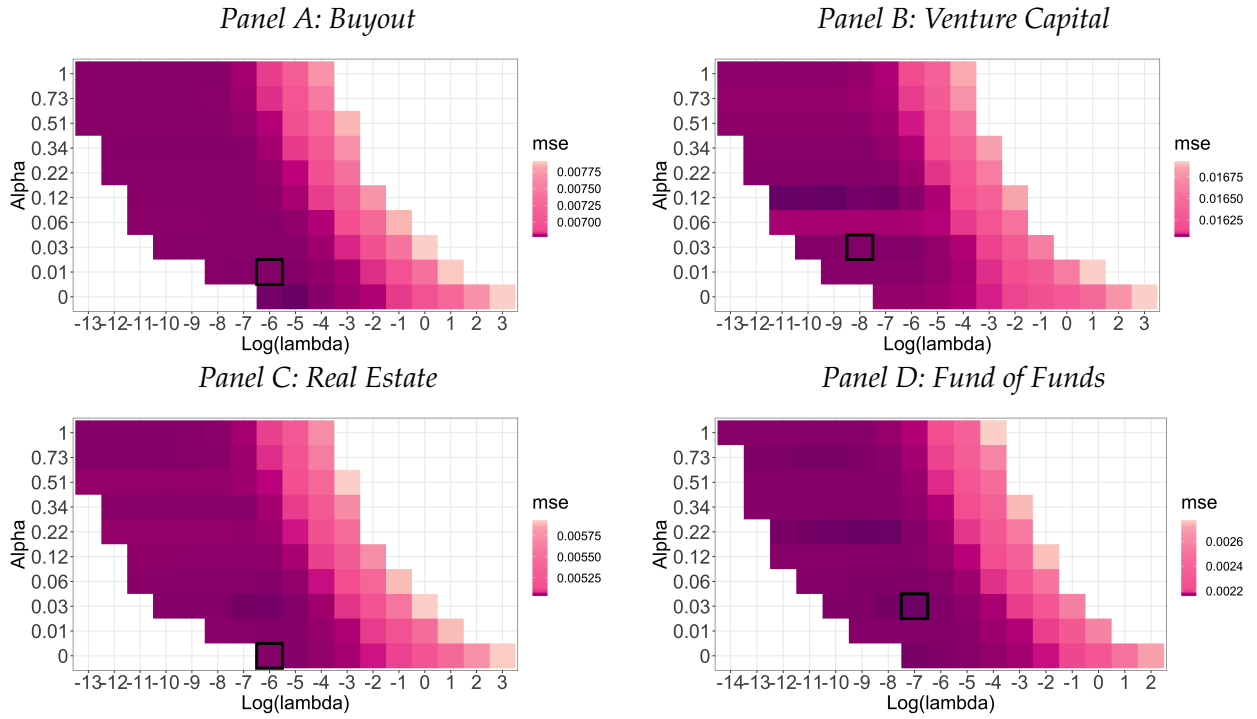 Panel A: Buyout
1
0.73
0.51
0.34
0.22
0.12
0.06
0.03
0.01
0
Alpha
-13 -12 -11 -10 -9 -8 -7 -6 -5 -4 -3 -2 -1 0 1 2 3
Log(lambda)
mse
0.00775
0.00750
0.00725
0.00700
Panel B: Venture Capital
1
0.73
0.51
0.34
0.22
0.12
0.06
0.03
0.01
0
Alpha
-13 -12 -11 -10 -9 -8 -7 -6 -5 -4 -3 -2 -1 0 1 2 3
Log(lambda)
mse
0.01675
0.01650
0.01625
Panel C: Real Estate
1
0.73
0.51
0.34
0.22
0.12
0.06
0.03
0.01
0
Alpha
-13 -12 -11 -10 -9 -8 -7 -6 -5 -4 -3 -2 -1 0 1 2 3
Log(lambda)
mse
0.00575
0.00550
0.00525
Panel D: Fund of Funds
1
0.73
0.51
0.34
0.22
0.12
0.06
0.03
0.01
0
Alpha
-14 -13 -12 -11 -10 -9 -8 -7 -6 -5 -4 -3 -2 -1 0 1 2
Log(lambda)
mse
0.0026
0.0024
0.0022